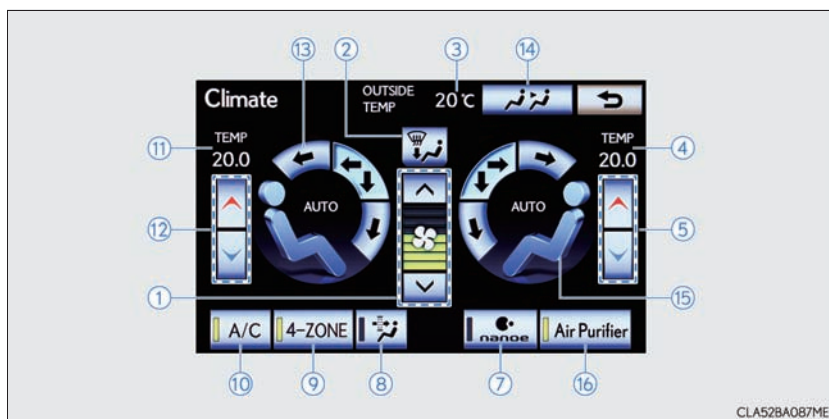 ⑬ ② ③ ⑭
Climate
OUTSIDE TEMP 20℃
⑪ TEMP 20.0
TEMP 20.0 ④
AUTO
AUTO
⑫ ⑤
① ⑮
A/C 4-ZONE nanoe Air Purifier
⑩ ⑨ ⑧ ⑦ ⑯
CLA52BA087ME